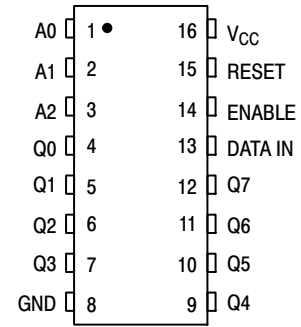 A0 1 16 VCC
A1 2 15 RESET
A2 3 14 ENABLE
Q0 4 13 DATA IN
Q1 5 12 Q7
Q2 6 11 Q6
Q3 7 10 Q5
GND 8 9 Q4